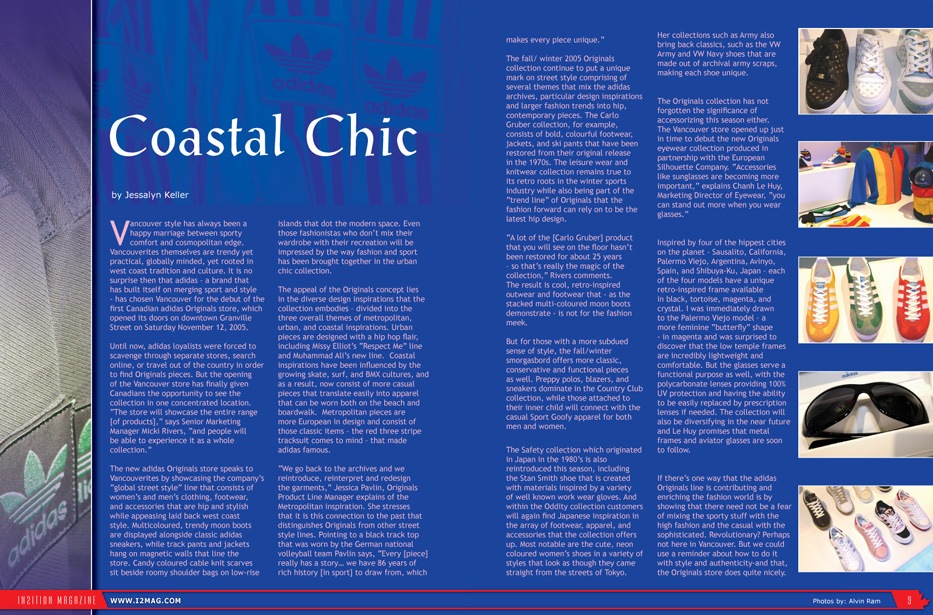 Coastal Chic
by Jessalyn Keller
Vancouver style has always been a
happy marriage between sporty
comfort and cosmopolitan edge.
Vancouverites themselves are trendy yet
practical, globally minded, yet rooted in
west coast tradition and culture. It is no
surprise then that adidas - a brand that
has built itself on merging sport and style
- has chosen Vancouver for the debut of the
first Canadian adidas Originals store, which
opened its doors on downtown Granville
Street on Saturday November 12, 2005.
Until now, adidas loyalists were forced to
scavenge through separate stores, search
online, or travel out of the country in order
to find Originals pieces. But the opening
of the Vancouver store has finally given
Canadians the opportunity to see the
collection in one concentrated location.
"The store will showcase the entire range
[of products]," says Senior Marketing
Manager Micki Rivers, "and people will
be able to experience it as a whole
collection."
The new adidas Originals store speaks to
Vancouverites by showcasing the company's
"global street style" line that consists of
women's and men's clothing, footwear,
and accessories that are hip and stylish
while appeasing laid back west coast
style. Multicoloured, trendy moon boots
are displayed alongside classic adidas
sneakers, while track pants and jackets
hang on magnetic walls that line the
store. Candy coloured cable knit scarves
sit beside roomy shoulder bags on low-rise
islands that dot the modern space. Even
those fashionistas who don't mix their
wardrobe with their recreation will be
impressed by the way fashion and sport
has been brought together in the urban
chic collection.
The appeal of the Originals concept lies
in the diverse design inspirations that the
collection embodies - divided into the
three overall themes of metropolitan,
urban, and coastal inspirations. Urban
pieces are designed with a hip hop flair,
including Missy Elliot's "Respect Me" line
and Muhammad Ali's new line. Coastal
inspirations have been influenced by the
growing skate, surf, and BMX cultures, and
as a result, now consist of more casual
pieces that translate easily into apparel
that can be worn both on the beach and
boardwalk. Metropolitan pieces are
more European in design and consist of
those classic items - the red three stripe
tracksuit comes to mind - that made
adidas famous.
"We go back to the archives and we
reintroduce, reinterpret and redesign
the garments," Jessica Pavlin, Originals
Product Line Manager explains of the
Metropolitan inspiration. She stresses
that it is this connection to the past that
distinguishes Originals from other street
style lines. Pointing to a black track top
that was worn by the German national
volleyball team Pavlin says, "Every [piece]
really has a story... we have 86 years of
rich history [in sport] to draw from, which
makes every piece unique."
The fall/ winter 2005 Originals
collection continue to put a unique
mark on street style comprising of
several themes that mix the adidas
archives, particular design inspirations
and larger fashion trends into hip,
contemporary pieces. The Carlo
Gruber collection, for example,
consists of bold, colourful footwear,
jackets, and ski pants that have been
restored from their original release
in the 1970s. The leisure wear and
knitwear collection remains true to
its retro roots in the winter sports
industry while also being part of the
"trend line" of Originals that the
fashion forward can rely on to be the
latest hip design.
"A lot of the [Carlo Gruber] product
that you will see on the floor hasn't
been restored for about 25 years
- so that's really the magic of the
collection," Rivers comments.
The result is cool, retro-inspired
outwear and footwear that - as the
stacked multi-coloured moon boots
demonstrate - is not for the fashion
meek.
But for those with a more subdued
sense of style, the fall/winter
smorgasbord offers more classic,
conservative and functional pieces
as well. Preppy polos, blazers, and
sneakers dominate in the Country Club
collection, while those attached to
their inner child will connect with the
casual Sport Goofy apparel for both
men and women.
The Safety collection which originated
in Japan in the 1980's is also
reintroduced this season, including
the Stan Smith shoe that is created
with materials inspired by a variety
of well known work wear gloves. And
within the Oddity collection customers
will again find Japanese inspiration in
the array of footwear, apparel, and
accessories that the collection offers
up. Most notable are the cute, neon
coloured women's shoes in a variety of
styles that look as though they came
straight from the streets of Tokyo.
Her collections such as Army also
bring back classics, such as the VW
Army and VW Navy shoes that are
made out of archival army scraps,
making each shoe unique.
The Originals collection has not
forgotten the significance of
accessorizing this season either.
The Vancouver store opened up just
in time to debut the new Originals
eyewear collection produced in
partnership with the European
Silhouette Company. "Accessories
like sunglasses are becoming more
important," explains Chanh Le Huy,
Marketing Director of Eyewear, "you
can stand out more when you wear
glasses."
Inspired by four of the hippest cities
on the planet - Sausalito, California,
Palermo Viejo, Argentina, Avinyo,
Spain, and Shibuya-Ku, Japan - each
of the four models have a unique
retro-inspired frame available
in black, tortoise, magenta, and
crystal. I was immediately drawn
to the Palermo Viejo model - a
more feminine "butterfly" shape
- in magenta and was surprised to
discover that the low temple frames
are incredibly lightweight and
comfortable. But the glasses serve a
functional purpose as well, with the
polycarbonate lenses providing 100%
UV protection and having the ability
to be easily replaced by prescription
lenses if needed. The collection will
also be diversifying in the near future
and Le Huy promises that metal
frames and aviator glasses are soon
to follow.
If there's one way that the adidas
Originals line is contributing and
enriching the fashion world is by
showing that there need not be a fear
of mixing the sporty stuff with the
high fashion and the casual with the
sophisticated. Revolutionary? Perhaps
not here in Vancouver. But we could
use a reminder about how to do it
with style and authenticity-and that,
the Original store does quite nicely.
adidas
adidas
adidas
IN2ITION MAGAZINE
WWW.I2MAG.COM
Photos by: Alvin Ram
9